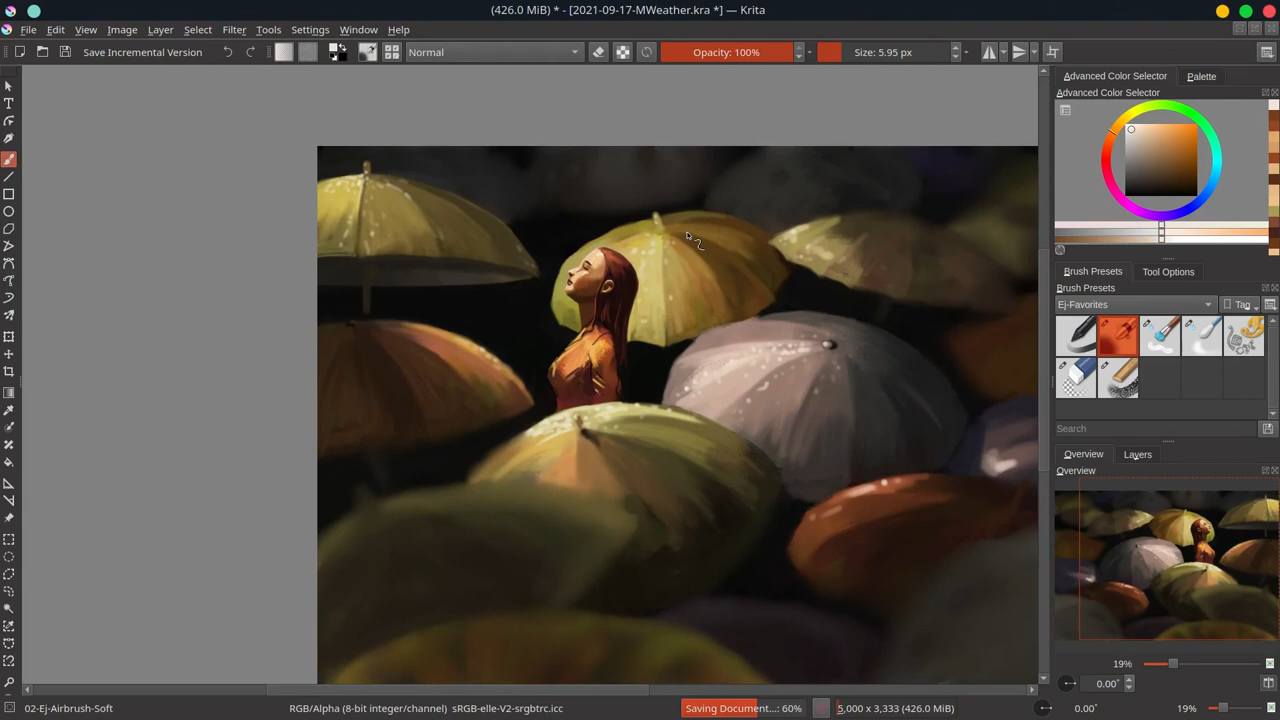 (426.0 MiB) * - [2021-09-17-MWeather.kra *] — Krita
File Edit View Image Layer Select Filter Tools Settings Window Help
Save Incremental Version Normal Opacity: 100% Size: 5.95 px
Advanced Color Selector Palette
Advanced Color Selector
Brush Presets Tool Options
Brush Presets
Ej-Favorites Tag
Search
Overview Layers
Overview
19%
0.00°
02-Ej-Airbrush-Soft RGB/Alpha (8-bit integer/channel) sRGB-elle-V2-srgbtrc.icc Saving Document...: 60% 5,000 x 3,333 (426.0 MiB) 0.00° 19%